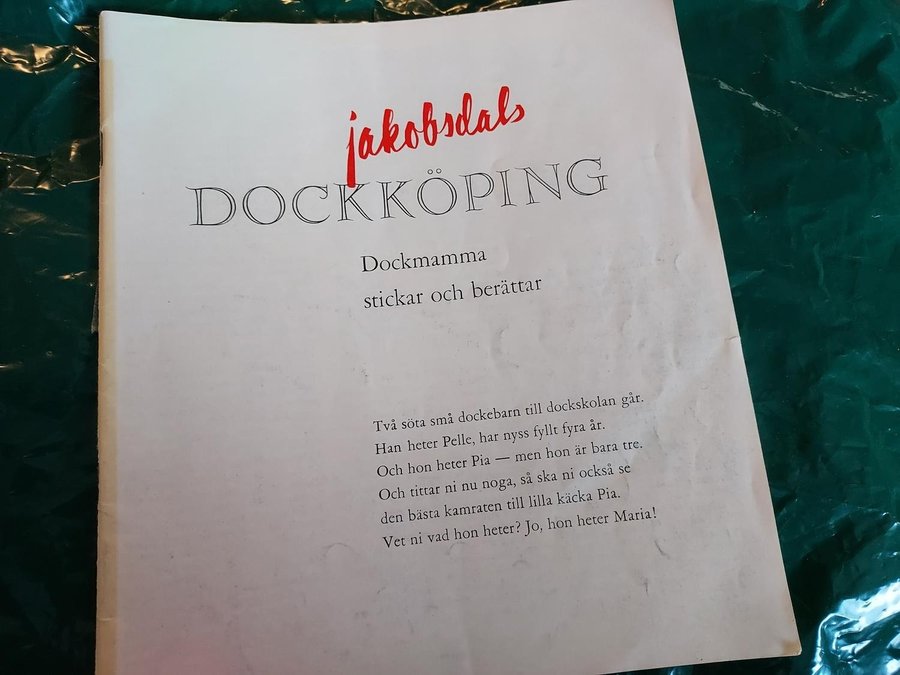 jakobsdals
DOCKKÖPING
Dockmamma
stickar och berättar
Två söta små dockebarn till dockskolan går.
Han heter Pelle, har nyss fyllt fyra år.
Och hon heter Pia — men hon är bara tre.
Och tittar ni nu noga, så ska ni också se
den bästa kamraten till lilla käcka Pia.
Vet ni vad hon heter? Jo, hon heter Maria!